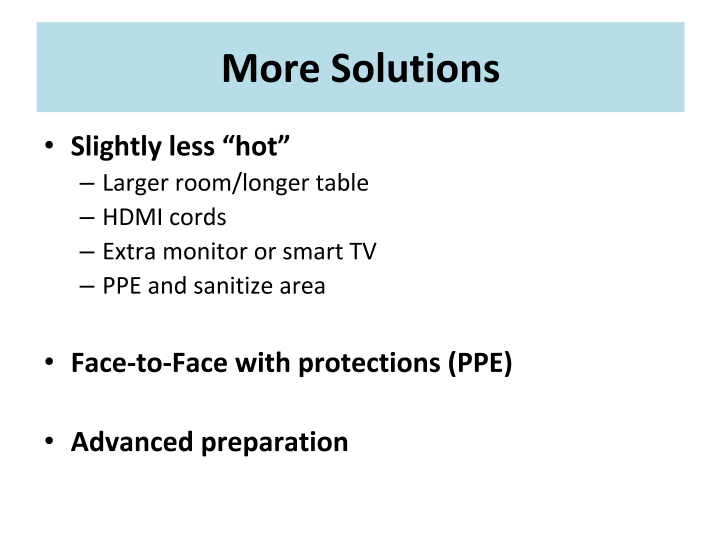 More Solutions
• Slightly less “hot”
– Larger room/longer table
– HDMI cords
– Extra monitor or smart TV
– PPE and sanitize area
• Face-to-Face with protections (PPE)
• Advanced preparation